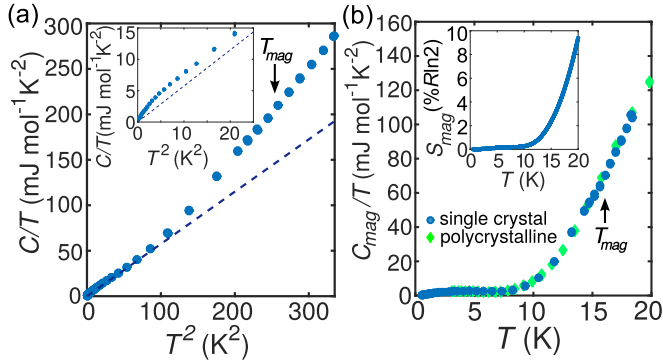 (a)
C/T (mJ mol⁻¹K⁻²)
300
250
200
150
100
50
0
0 100 200 300
T² (K²)
T_mag
C/T(mJ mol⁻¹K⁻²)
15
10
5
0
0 10 20
T² (K²)
(b)
C_mag/T (mJ mol⁻¹K⁻²)
160
140
120
100
80
60
40
20
0
0 5 10 15 20
T (K)
S_mag(%Rln2)
10
8
6
4
2
0
0 5 10 15 20
T (K)
single crystal
polycrystalline
T_mag